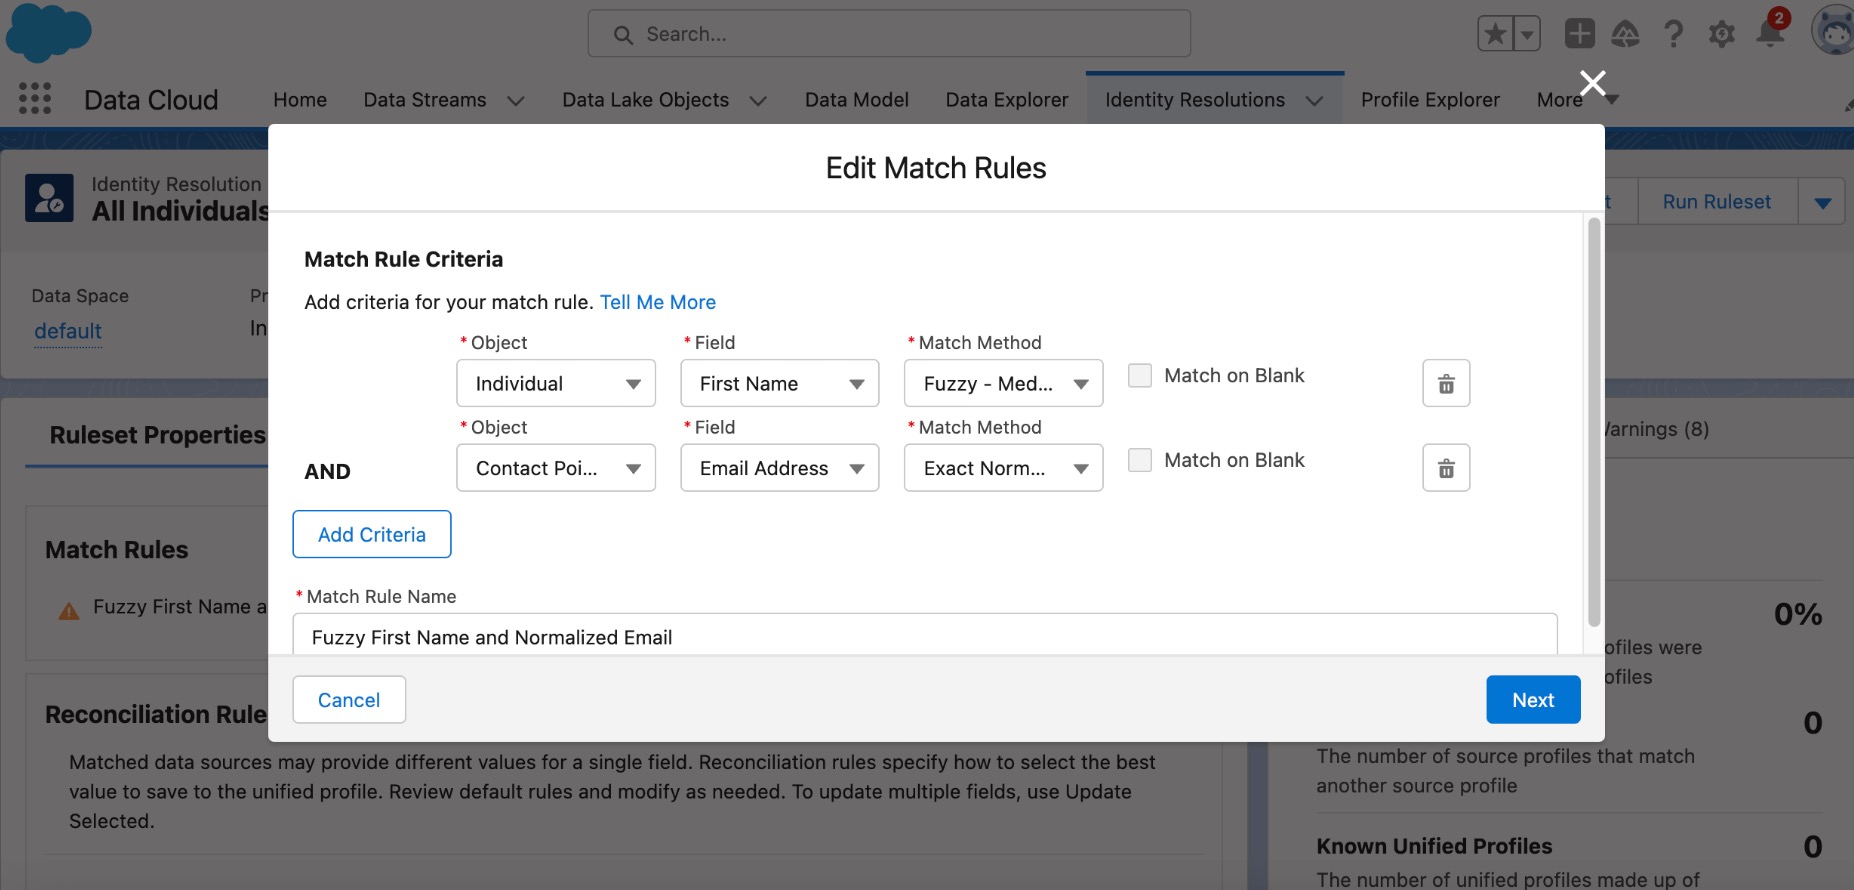 Search...
2
Data Cloud
Home
Data Streams
Data Lake Objects
Data Model
Data Explorer
Identity Resolutions
Profile Explorer
More
Identity Resolution
All Individuals
Run Ruleset
Data Space
default
Edit Match Rules
Match Rule Criteria
Add criteria for your match rule. Tell Me More
* Object * Field * Match Method
Individual First Name Fuzzy - Med... Match on Blank
* Object * Field * Match Method
AND Contact Poi... Email Address Exact Norm... Match on Blank
Add Criteria
* Match Rule Name
Fuzzy First Name and Normalized Email
Cancel Next
Ruleset Properties
Warnings (8)
Match Rules
Fuzzy First Name a
Reconciliation Rule
Matched data sources may provide different values for a single field. Reconciliation rules specify how to select the best
value to save to the unified profile. Review default rules and modify as needed. To update multiple fields, use Update
Selected.
0%
ofiles were
ofiles
0
The number of source profiles that match
another source profile
Known Unified Profiles 0
The number of unified profiles made up of